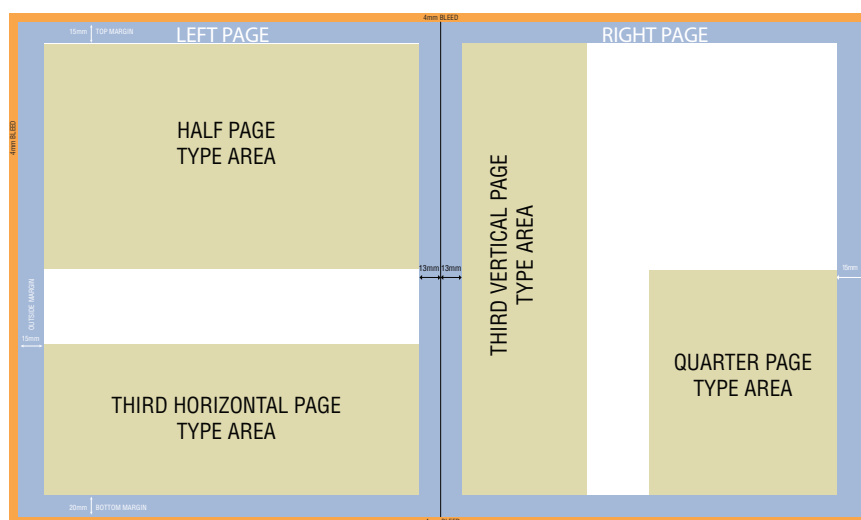 4mm BLEED
15mm TOP MARGIN
LEFT PAGE
RIGHT PAGE
4mm BLEED
HALF PAGE
TYPE AREA
THIRD VERTICAL PAGE
TYPE AREA
13mm 13mm
15mm
OUTSIDE MARGIN
15mm
THIRD HORIZONTAL PAGE
TYPE AREA
QUARTER PAGE
TYPE AREA
20mm BOTTOM MARGIN
4mm BLEED